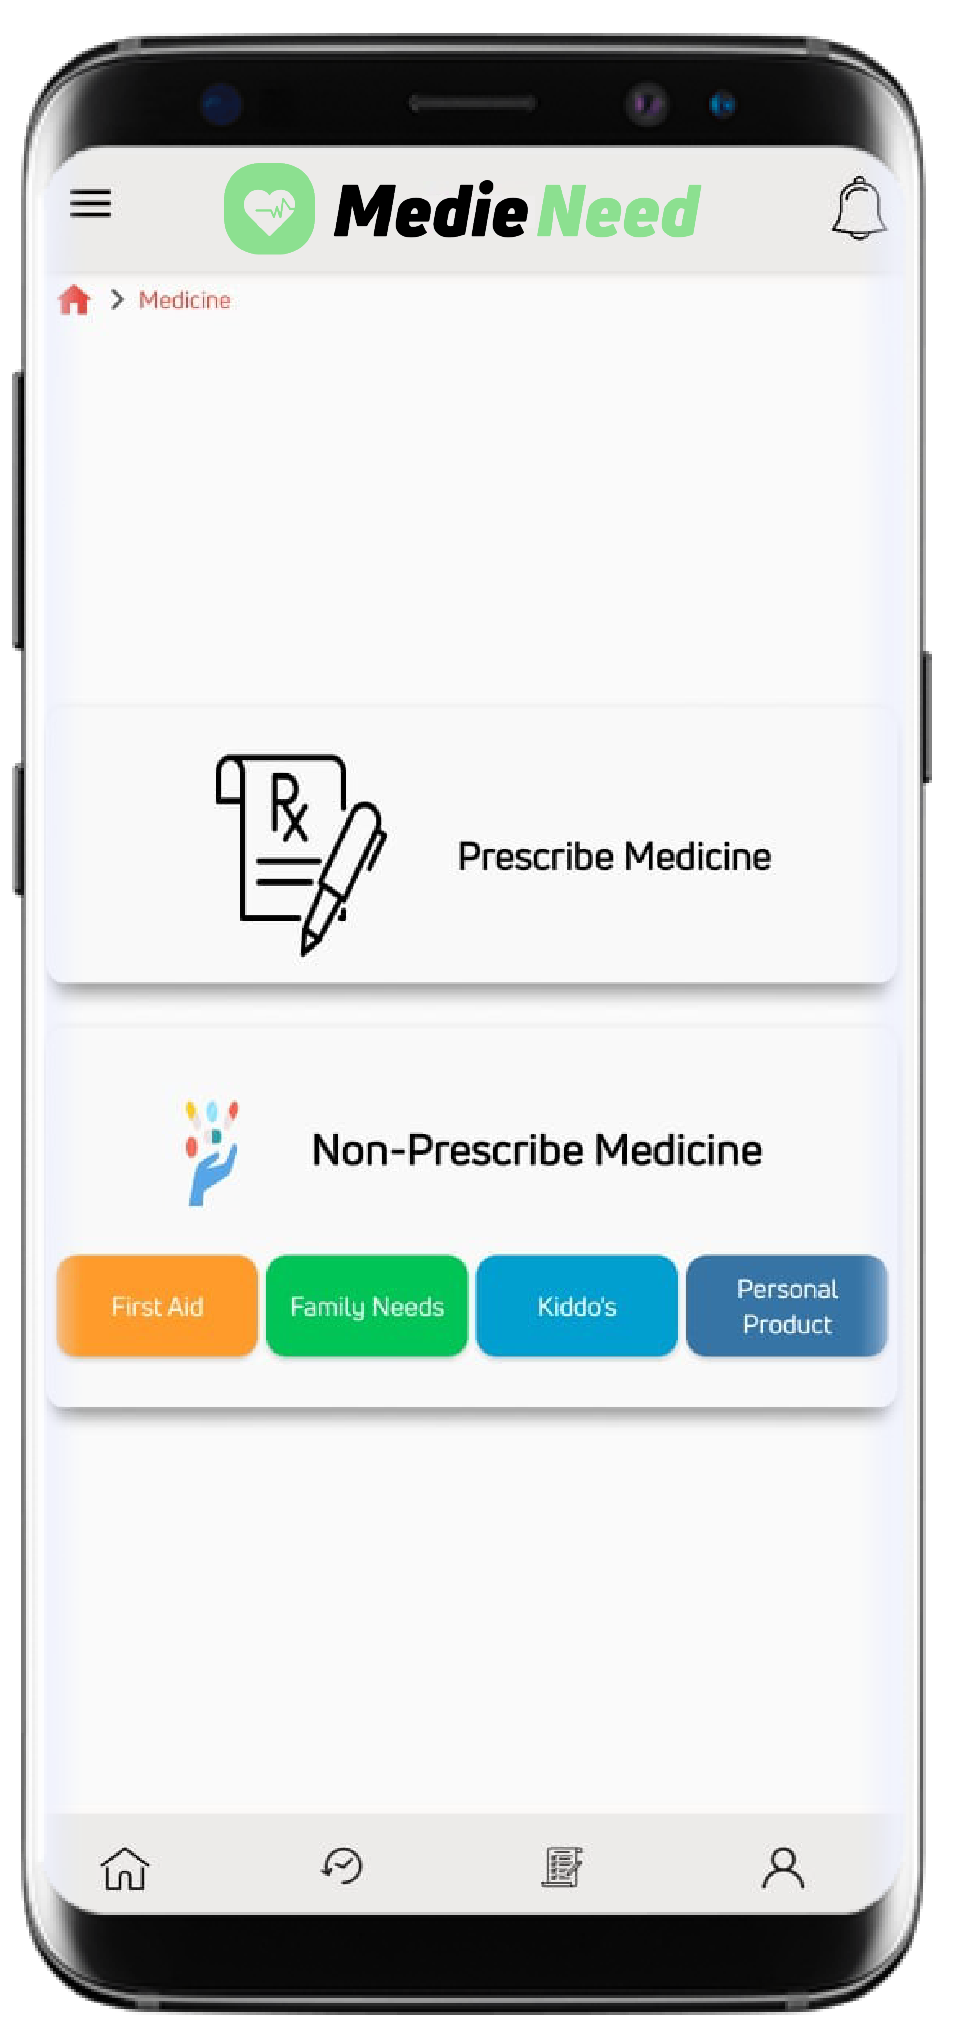 Medie Need
Medicine
Rx
Prescribe Medicine
Non-Prescribe Medicine
First Aid
Family Needs
Kiddo's
Personal
Product